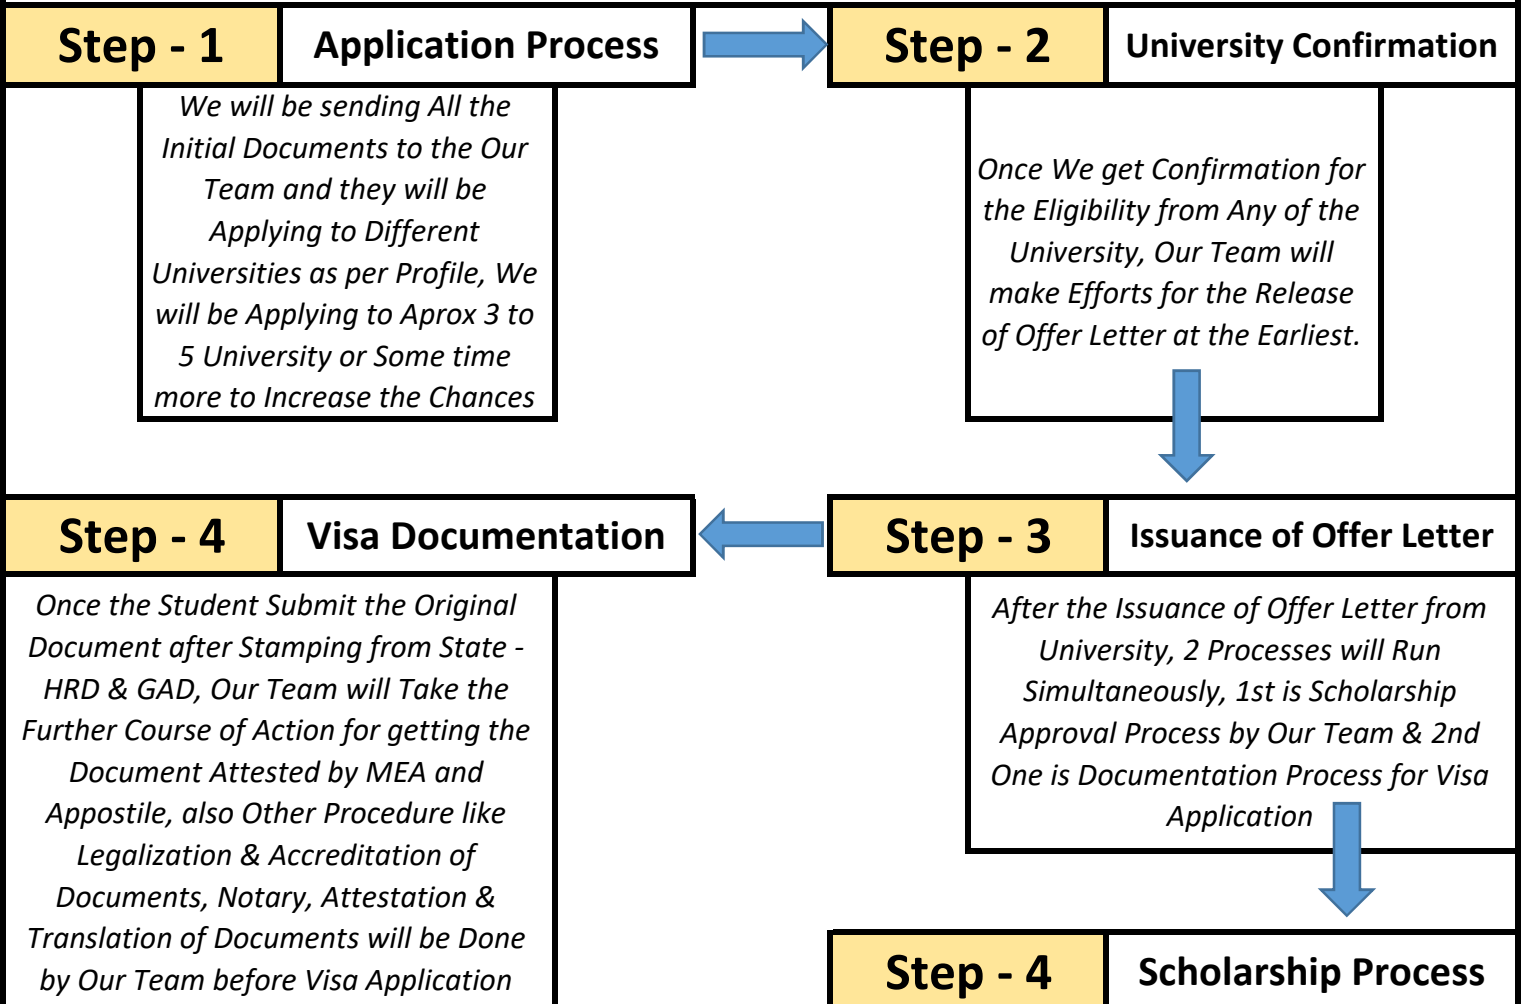 Step - 1
Application Process
We will be sending All the
Initial Documents to the Our
Team and they will be
Applying to Different
Universities as per Profile, We
will be Applying to Aprox 3 to
5 University or Some time
more to Increase the Chances
Step - 2
University Confirmation
Once We get Confirmation for
the Eligibility from Any of the
University, Our Team will
make Efforts for the Release
of Offer Letter at the Earliest.
Step - 3
Issuance of Offer Letter
After the Issuance of Offer Letter from
University, 2 Processes will Run
Simultaneously, 1st is Scholarship
Approval Process by Our Team & 2nd
One is Documentation Process for Visa
Application
Step - 4
Visa Documentation
Once the Student Submit the Original
Document after Stamping from State -
HRD & GAD, Our Team will Take the
Further Course of Action for getting the
Document Attested by MEA and
Appostile, also Other Procedure like
Legalization & Accreditation of
Documents, Notary, Attestation &
Translation of Documents will be Done
by Our Team before Visa Application
Step - 4
Scholarship Process